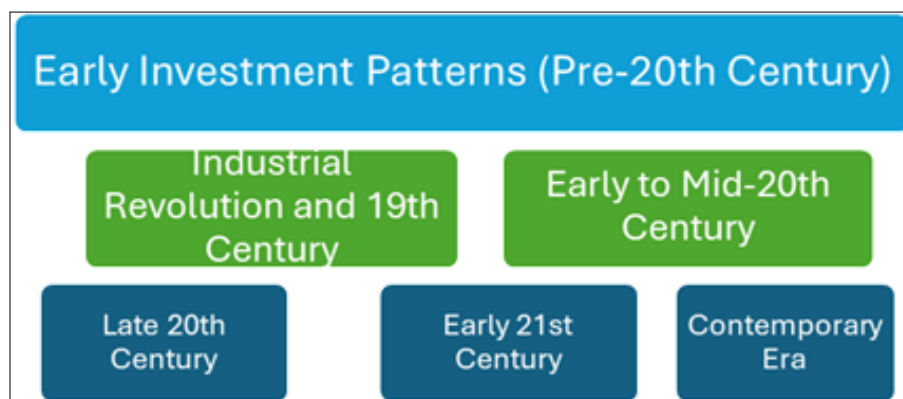 Early Investment Patterns (Pre-20th Century)
Industrial
Revolution and 19th
Century
Early to Mid-20th
Century
Late 20th
Century
Early 21st
Century
Contemporary
Era